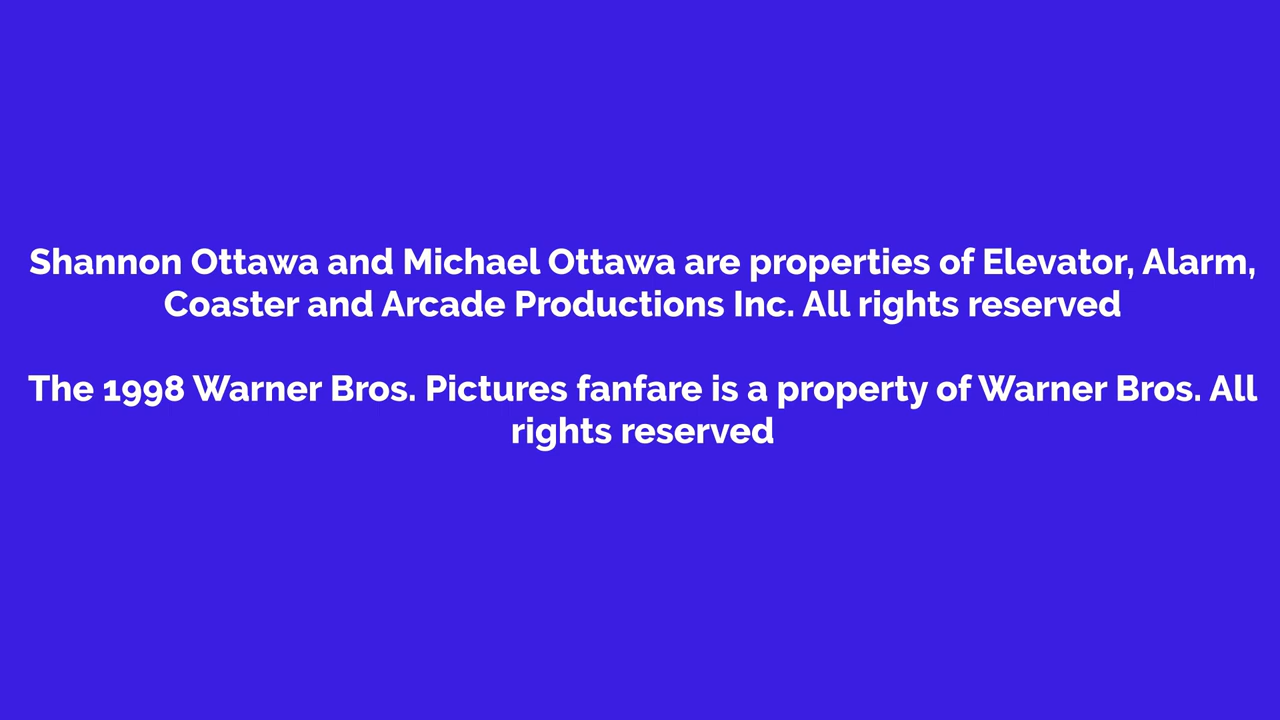 Shannon Ottawa and Michael Ottawa are properties of Elevator, Alarm,
Coaster and Arcade Productions Inc. All rights reserved
The 1998 Warner Bros. Pictures fanfare is a property of Warner Bros. All
rights reserved